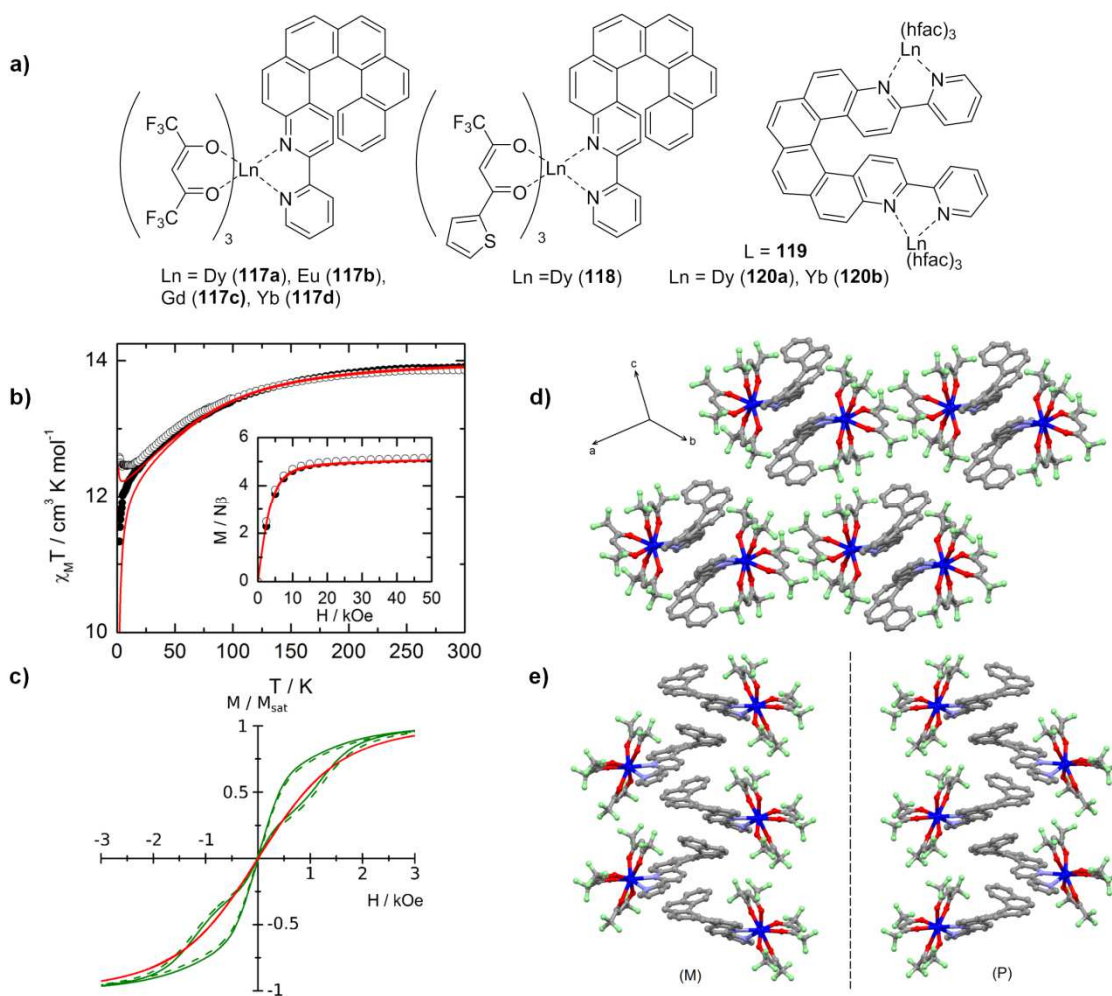 a)
F₃C
O
O
F₃C
3
Ln
N
N
Ln = Dy (117a), Eu (117b),
Gd (117c), Yb (117d)
F₃C
O
O
S
3
Ln
N
N
Ln =Dy (118)
(hfac)₃
Ln
N
N
N
N
Ln
(hfac)₃
L = 119
Ln = Dy (120a), Yb (120b)
b)
χMT / cm³ K mol⁻¹
14
12
10
0 50 100 150 200 250 300
T / K
M / Nβ
6
4
2
0
0 10 20 30 40 50
H / kOe
c)
M / Msat
1
0.5
-3 -2 -1 0 1 2 3
H / kOe
-0.5
-1
d)
c
b
a
e)
(M)
(P)